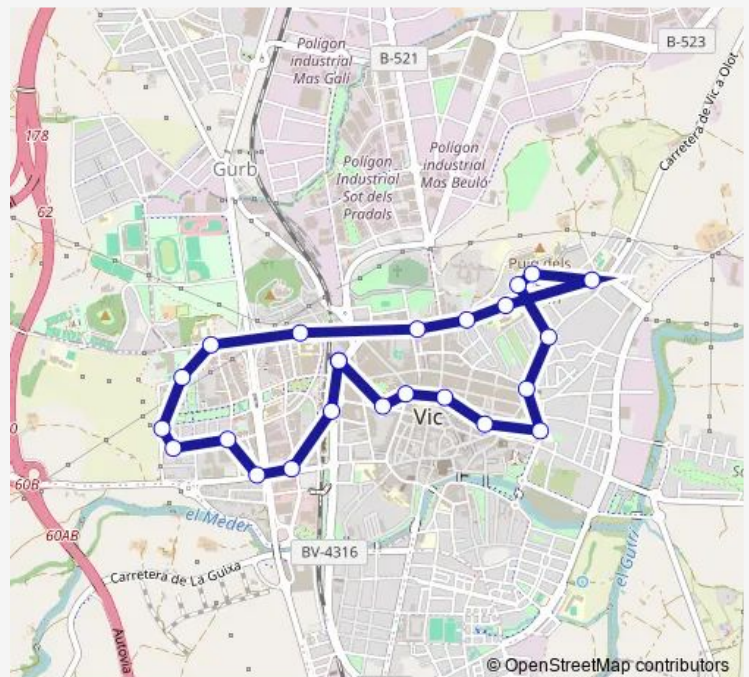 Polígon
industrial
Mas Galí
B-521
B-523
Carretera de Vic a Olot
178
Gurb
Polígon
Industrial
Sot dels
Pradals
Polígon
industrial
Mas Beuló
62
Puig dels
Vic
60B
el Meder
60AB
BV-4316
el Gurri
Carretera de La Guixa
Autovia
© OpenStreetMap contributors